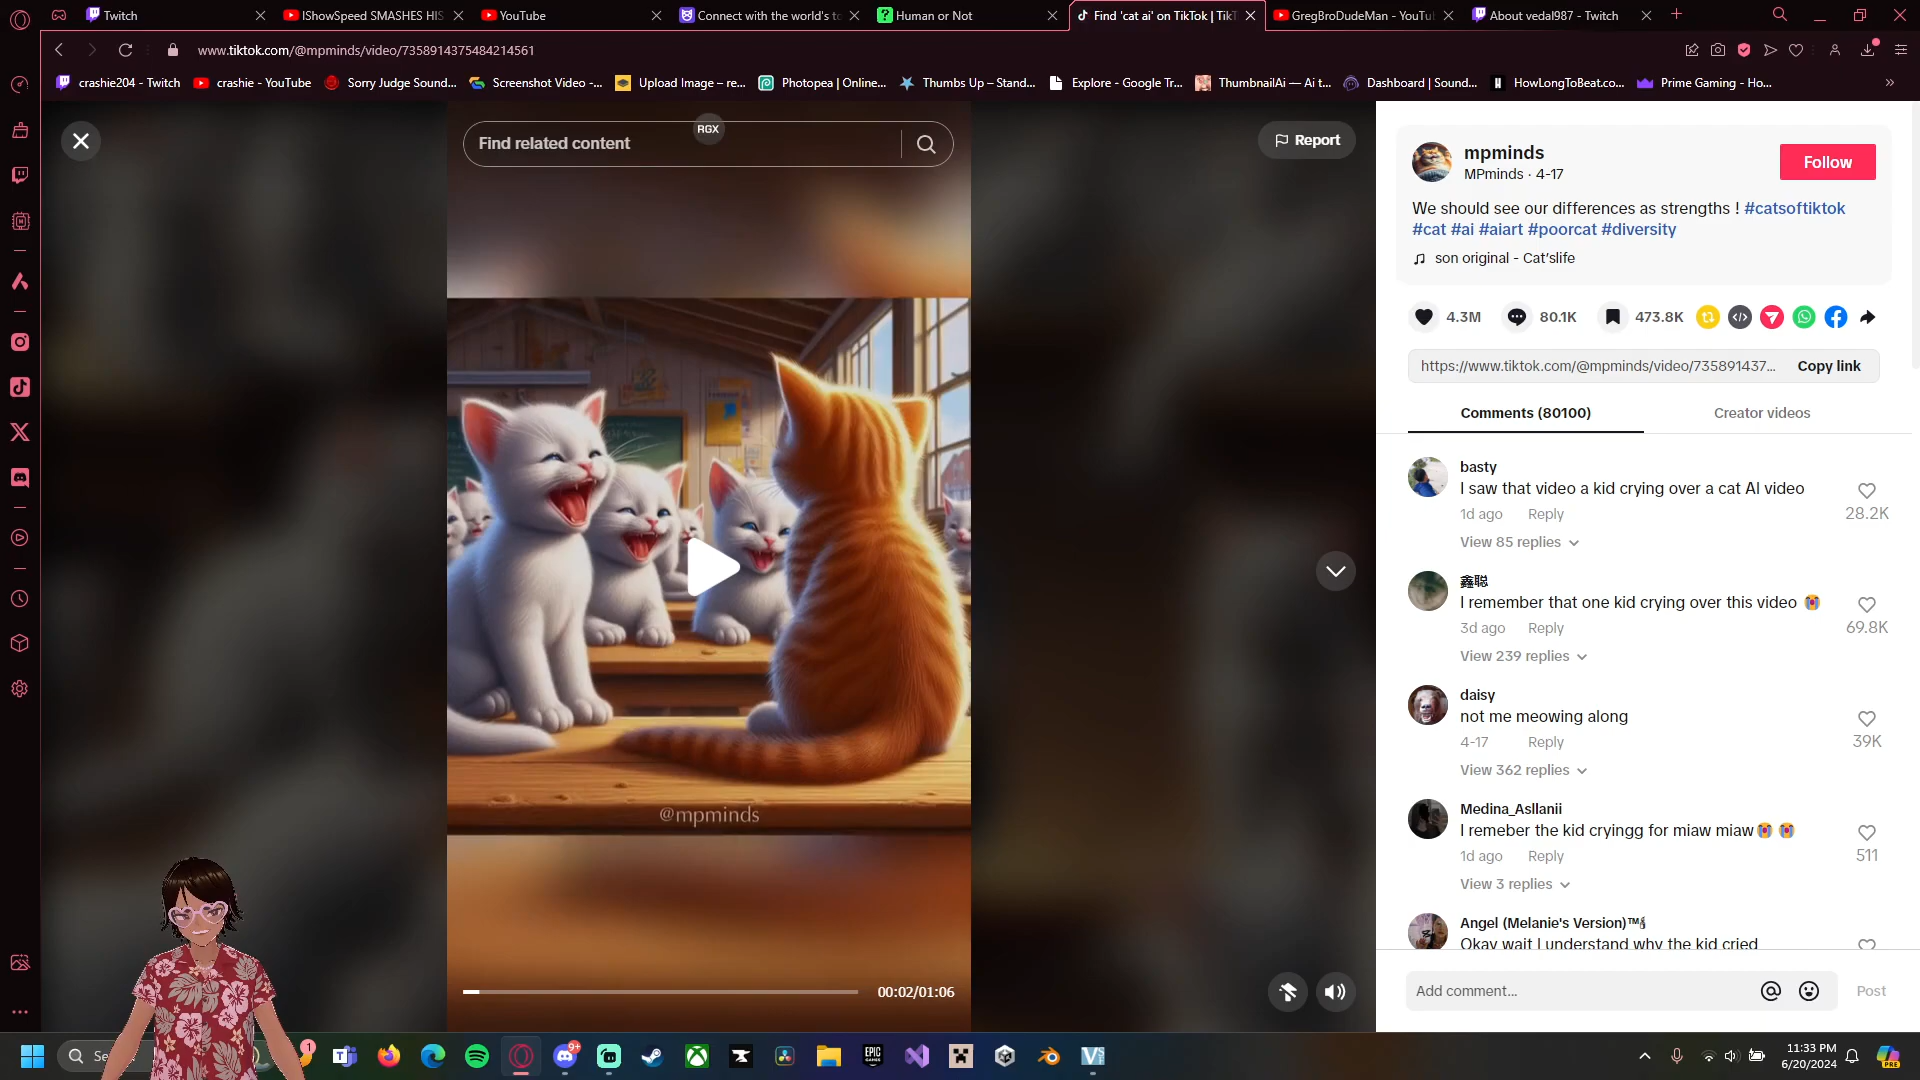 Twitch
IShowSpeed SMASHES HIS
YouTube
Connect with the world's to
Human or Not
Find 'cat ai' on TikTok | TikT
GregBroDudeMan - YouTu
About vedal987 - Twitch
www.tiktok.com/@mpminds/video/7358914375484214561
crashie204 - Twitch
crashie - YouTube
Sorry Judge Sound...
Screenshot Video -...
Upload Image – re...
Photopea | Online...
Thumbs Up – Stand...
Explore - Google Tr...
ThumbnailAi — Ai t...
Dashboard | Sound...
HowLongToBeat.co...
Prime Gaming - Ho...
RGX
Find related content
Report
mpminds
MPminds · 4-17
Follow
We should see our differences as strengths ! #catsoftiktok
#cat #ai #aiart #poorcat #diversity
son original - Cat'slife
4.3M
80.1K
473.8K
https://www.tiktok.com/@mpminds/video/735891437...
Copy link
Comments (80100)
Creator videos
basty
I saw that video a kid crying over a cat AI video
1d ago Reply
28.2K
View 85 replies
鑫聪
I remember that one kid crying over this video 😭
3d ago Reply
69.8K
View 239 replies
daisy
not me meowing along
4-17 Reply
39K
View 362 replies
Medina_Asllanii
I remeber the kid cryingg for miaw miaw😭 😭
1d ago Reply
511
View 3 replies
Angel (Melanie's Version)™
Okay wait I understand why the kid cried
@mpminds
00:02/01:06
Add comment...
Post
1
9+
EPIC
GAMES
PRE
11:33 PM
6/20/2024